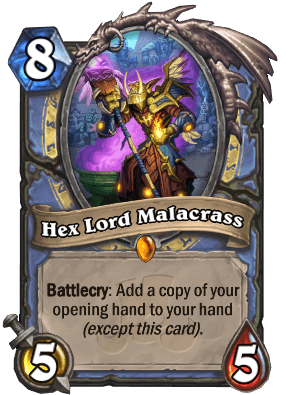 8
Hex Lord Malacrass
Battlecry: Add a copy of your
opening hand to your hand
(except this card).
5
5